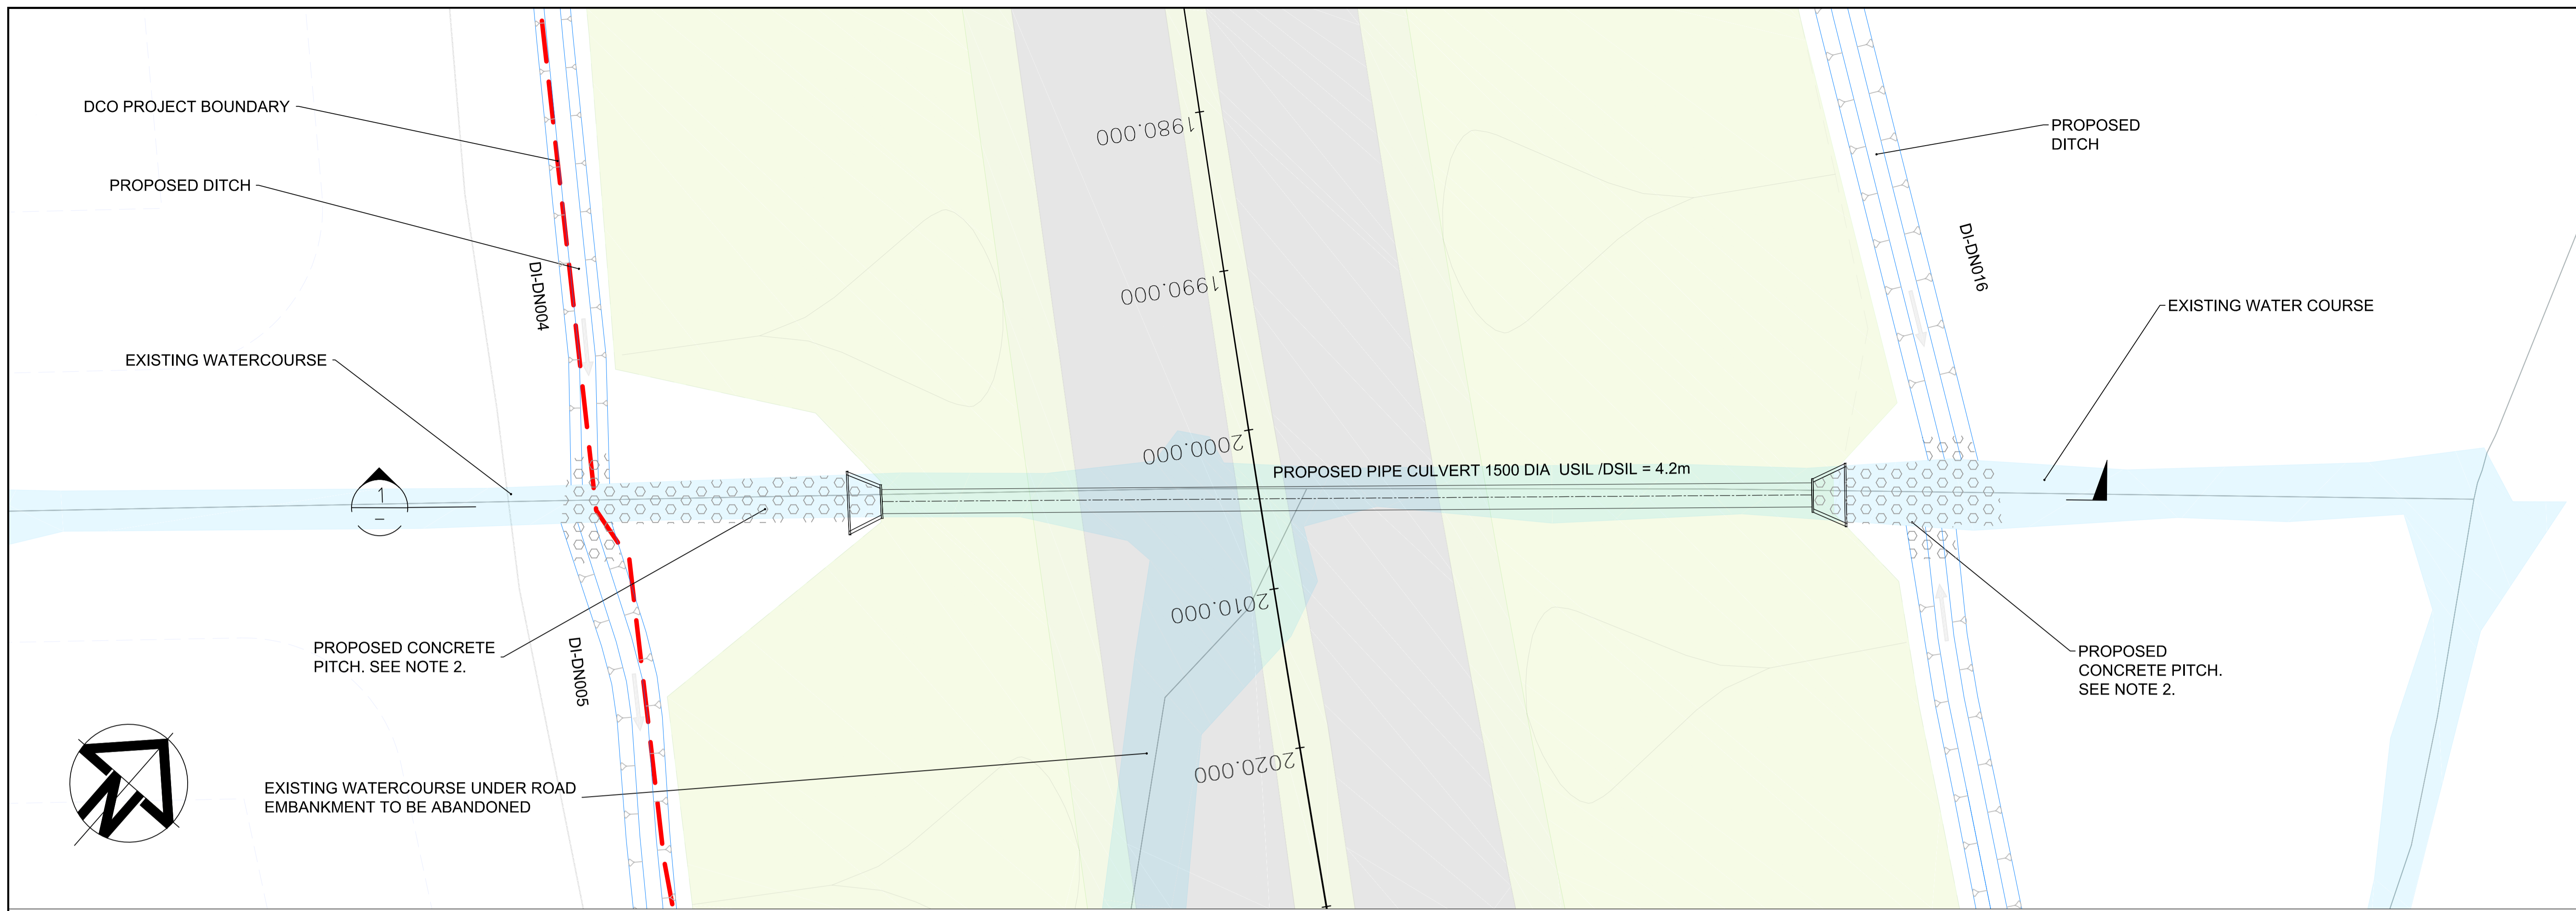 DCO PROJECT BOUNDARY
PROPOSED DITCH
EXISTING WATERCOURSE
DI-DN004
1
PROPOSED CONCRETE
PITCH. SEE NOTE 2.
DI-DN005
EXISTING WATERCOURSE UNDER ROAD
EMBANKMENT TO BE ABANDONED
N
1980.000
1990.000
2000.000
PROPOSED PIPE CULVERT 1500 DIA  USIL /DSIL = 4.2m
2010.000
2020.000
PROPOSED
DITCH
DI-DN016
EXISTING WATER COURSE
PROPOSED
CONCRETE PITCH.
SEE NOTE 2.